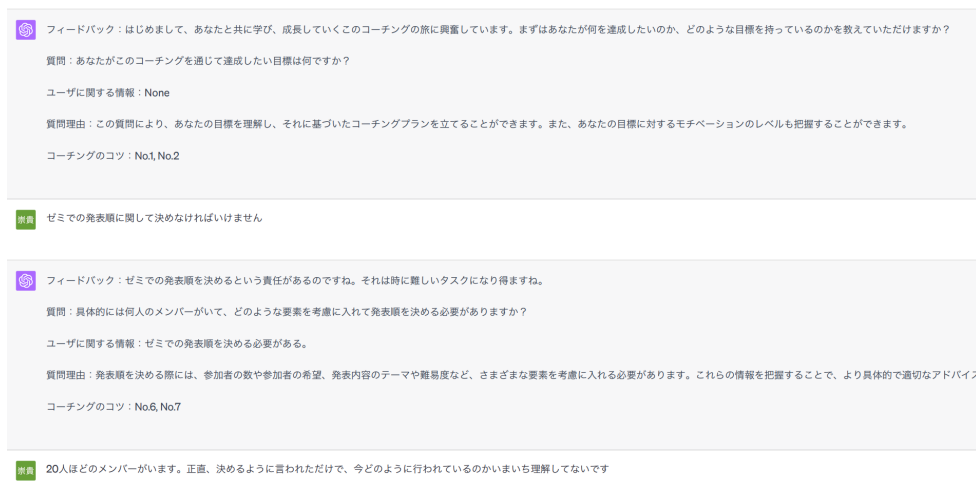 フィードバック：はじめまして、あなたと共に学び、成長していくこのコーチングの旅に興奮しています。まずはあなたが何を達成したいのか、どのような目標を持っているのかを教えていただけますか？
質問：あなたがこのコーチングを通じて達成したい目標は何ですか？
ユーザに関する情報：None
質問理由：この質問により、あなたの目標を理解し、それに基づいたコーチングプランを立てることができます。また、あなたの目標に対するモチベーションのレベルも把握することができます。
コーチングのコツ：No.1, No.2
崇貴
ゼミでの発表順に関して決めなければいけません
フィードバック：ゼミでの発表順を決めるという責任があるのですね。それは時に難しいタスクになり得ますね。
質問：具体的には何人のメンバーがいて、どのような要素を考慮に入れて発表順を決める必要がありますか？
ユーザに関する情報：ゼミでの発表順を決める必要がある。
質問理由：発表順を決める際には、参加者の数や参加者の希望、発表内容のテーマや難易度など、さまざまな要素を考慮に入れる必要があります。これらの情報を把握することで、より具体的で適切なアドバイス
コーチングのコツ：No.6, No.7
崇貴
20人ほどのメンバーがいます。正直、決めるように言われただけで、今どのように行われているのかいまいち理解してないです